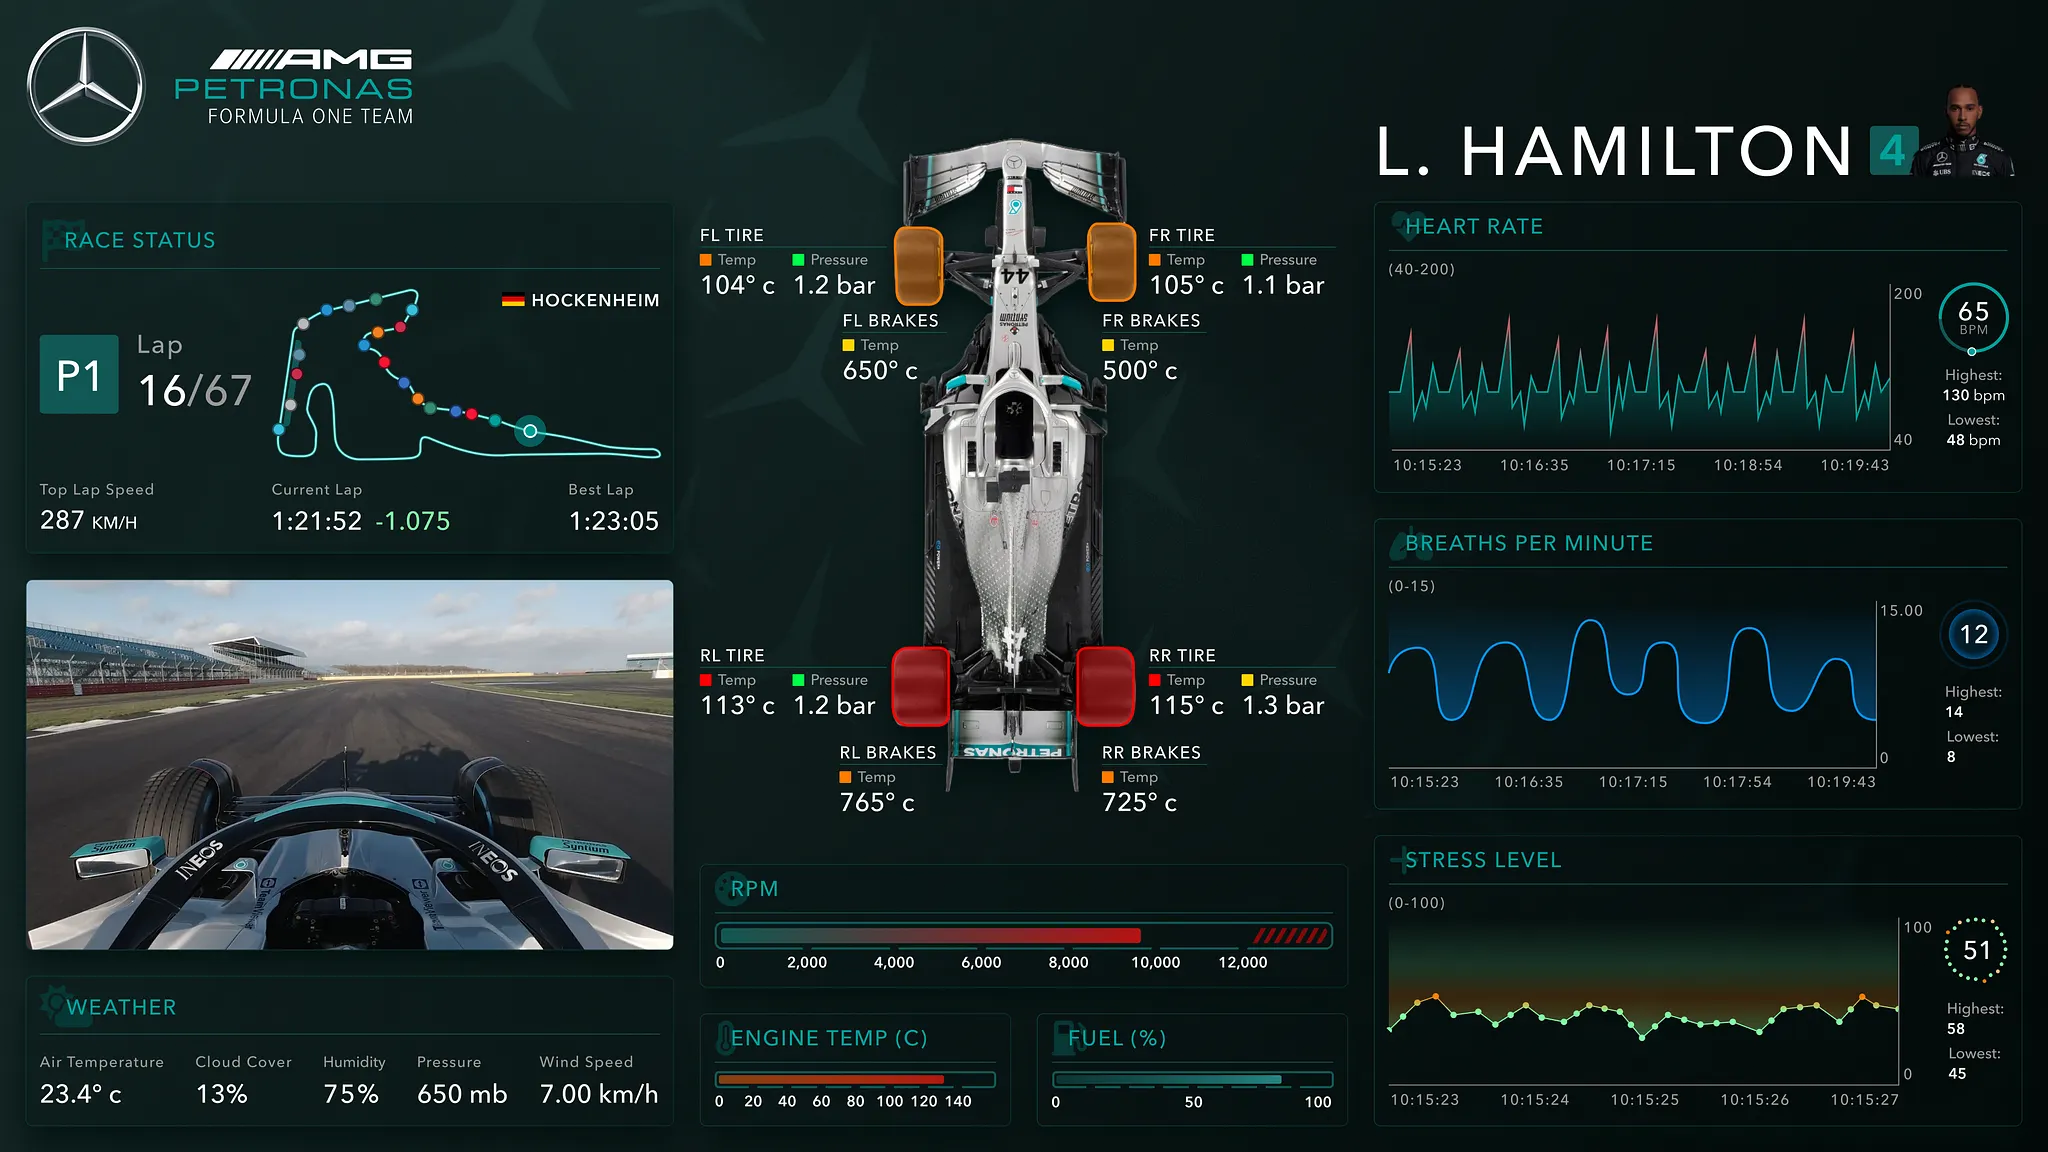 AMG
PETRONAS
FORMULA ONE TEAM
L. HAMILTON 4
RACE STATUS
HOCKENHEIM
P1
Lap
16/67
Top Lap Speed
287 KM/H
Current Lap
1:21:52 -1.075
Best Lap
1:23:05
Syntium
INEOS
INEOS
Syntium
WEATHER
Air Temperature
23.4° c
Cloud Cover
13%
Humidity
75%
Pressure
650 mb
Wind Speed
7.00 km/h
FL TIRE
Temp
104° c
Pressure
1.2 bar
FR TIRE
Temp
105° c
Pressure
1.1 bar
FL BRAKES
Temp
650° c
FR BRAKES
Temp
500° c
44
PETRONAS
Syntium
RL TIRE
Temp
113° c
Pressure
1.2 bar
RR TIRE
Temp
115° c
Pressure
1.3 bar
PETRONAS
RL BRAKES
Temp
765° c
RR BRAKES
Temp
725° c
RPM
0 2,000 4,000 6,000 8,000 10,000 12,000
ENGINE TEMP (C)
0 20 40 60 80 100 120 140
FUEL (%)
0 50 100
HEART RATE
(40-200)
200
40
10:15:23 10:16:35 10:17:15 10:18:54 10:19:43
65
BPM
Highest:
130 bpm
Lowest:
48 bpm
BREATHS PER MINUTE
(0-15)
15.00
0
10:15:23 10:16:35 10:17:15 10:17:54 10:19:43
12
Highest:
14
Lowest:
8
STRESS LEVEL
(0-100)
100
0
10:15:23 10:15:24 10:15:25 10:15:26 10:15:27
51
Highest:
58
Lowest:
45